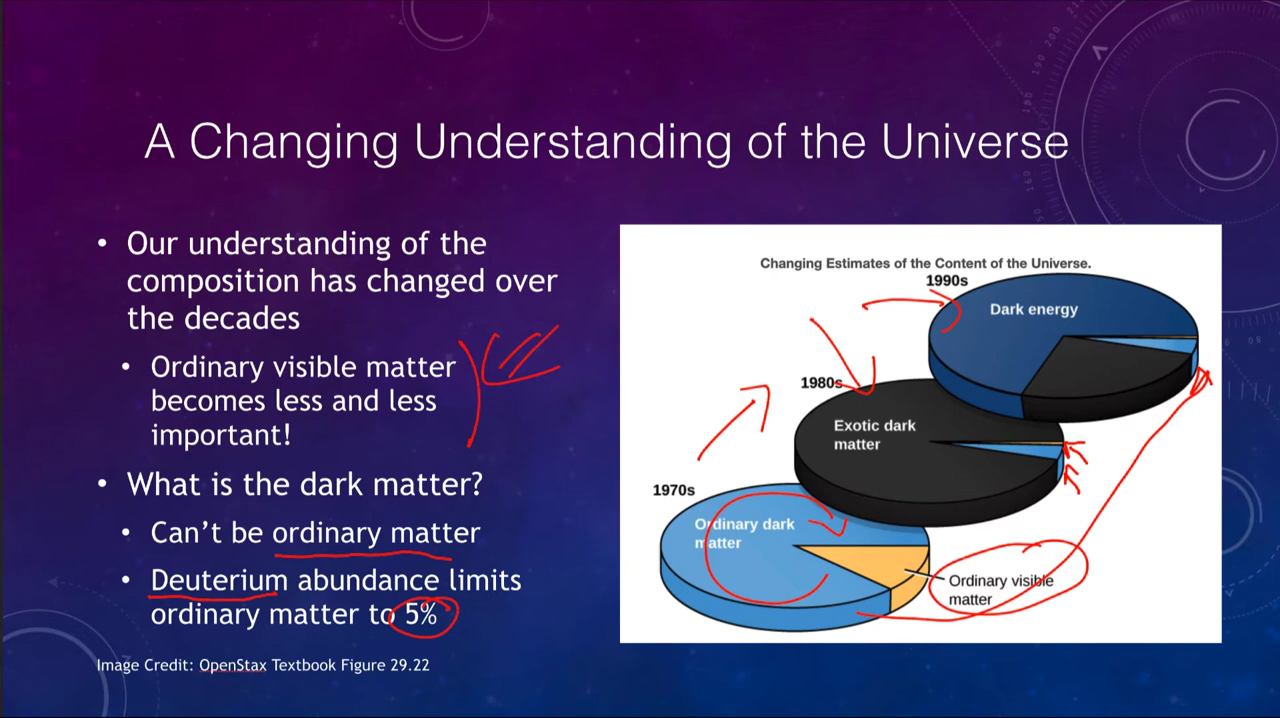 A Changing Understanding of the Universe
• Our understanding of the
composition has changed over
the decades
• Ordinary visible matter
becomes less and less
important!
• What is the dark matter?
• Can't be ordinary matter
• Deuterium abundance limits
ordinary matter to 5%
Image Credit: OpenStax Textbook Figure 29.22
Changing Estimates of the Content of the Universe.
1990s
Dark energy
1980s
Exotic dark
matter
1970s
Ordinary dark
matter
Ordinary visible
matter